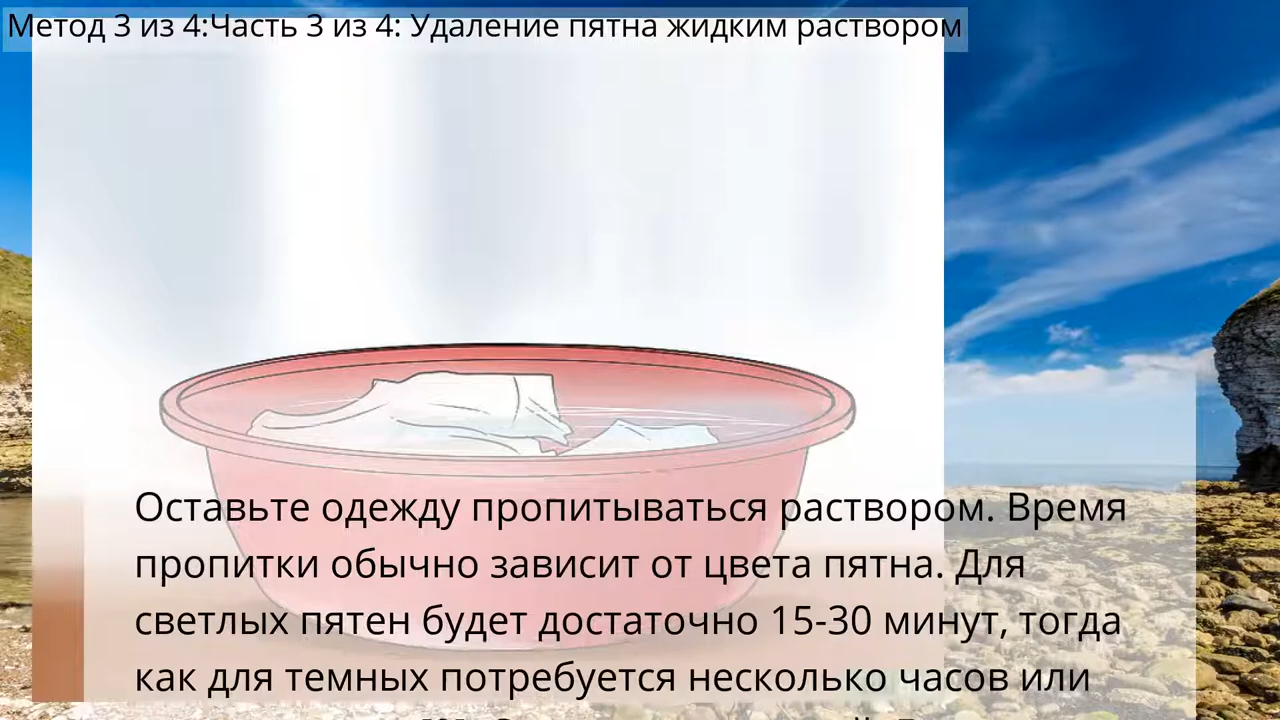 Метод 3 из 4:Часть 3 из 4: Удаление пятна жидким раствором
Оставьте одежду пропитываться раствором. Время
пропитки обычно зависит от цвета пятна. Для
светлых пятен будет достаточно 15-30 минут, тогда
как для темных потребуется несколько часов или